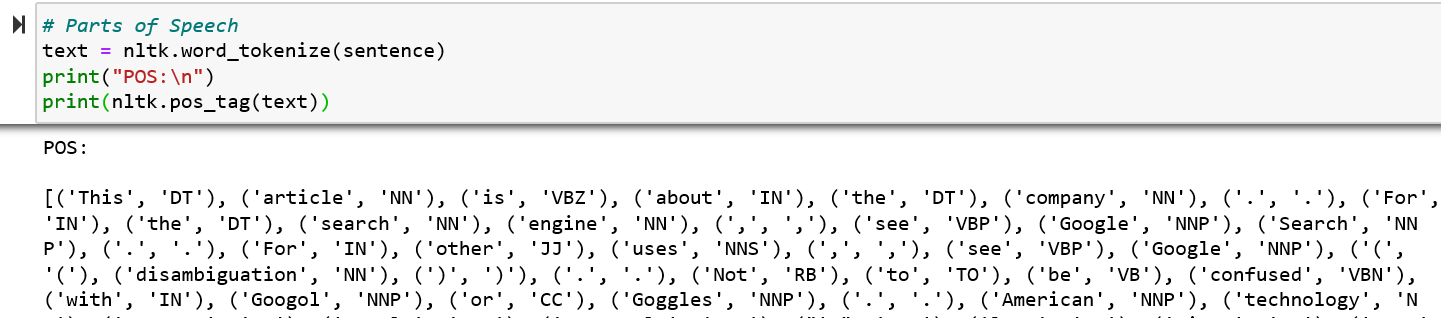 # Parts of Speech
text = nltk.word_tokenize(sentence)
print("POS:\n")
print(nltk.pos_tag(text))
POS:
[('This', 'DT'), ('article', 'NN'), ('is', 'VBZ'), ('about', 'IN'), ('the', 'DT'), ('company', 'NN'), ('.', '.'), ('For',
'IN'), ('the', 'DT'), ('search', 'NN'), ('engine', 'NN'), (',', ','), ('see', 'VBP'), ('Google', 'NNP'), ('Search', 'NN
P'), ('.', '.'), ('For', 'IN'), ('other', 'JJ'), ('uses', 'NNS'), (',', ','), ('see', 'VBP'), ('Google', 'NNP'), ('(',
'('), ('disambiguation', 'NN'), (')', ')'), ('.', '.'), ('Not', 'RB'), ('to', 'TO'), ('be', 'VB'), ('confused', 'VBN'),
('with', 'IN'), ('Googol', 'NNP'), ('or', 'CC'), ('Goggles', 'NNP'), ('.', '.'), ('American', 'NNP'), ('technology', 'N